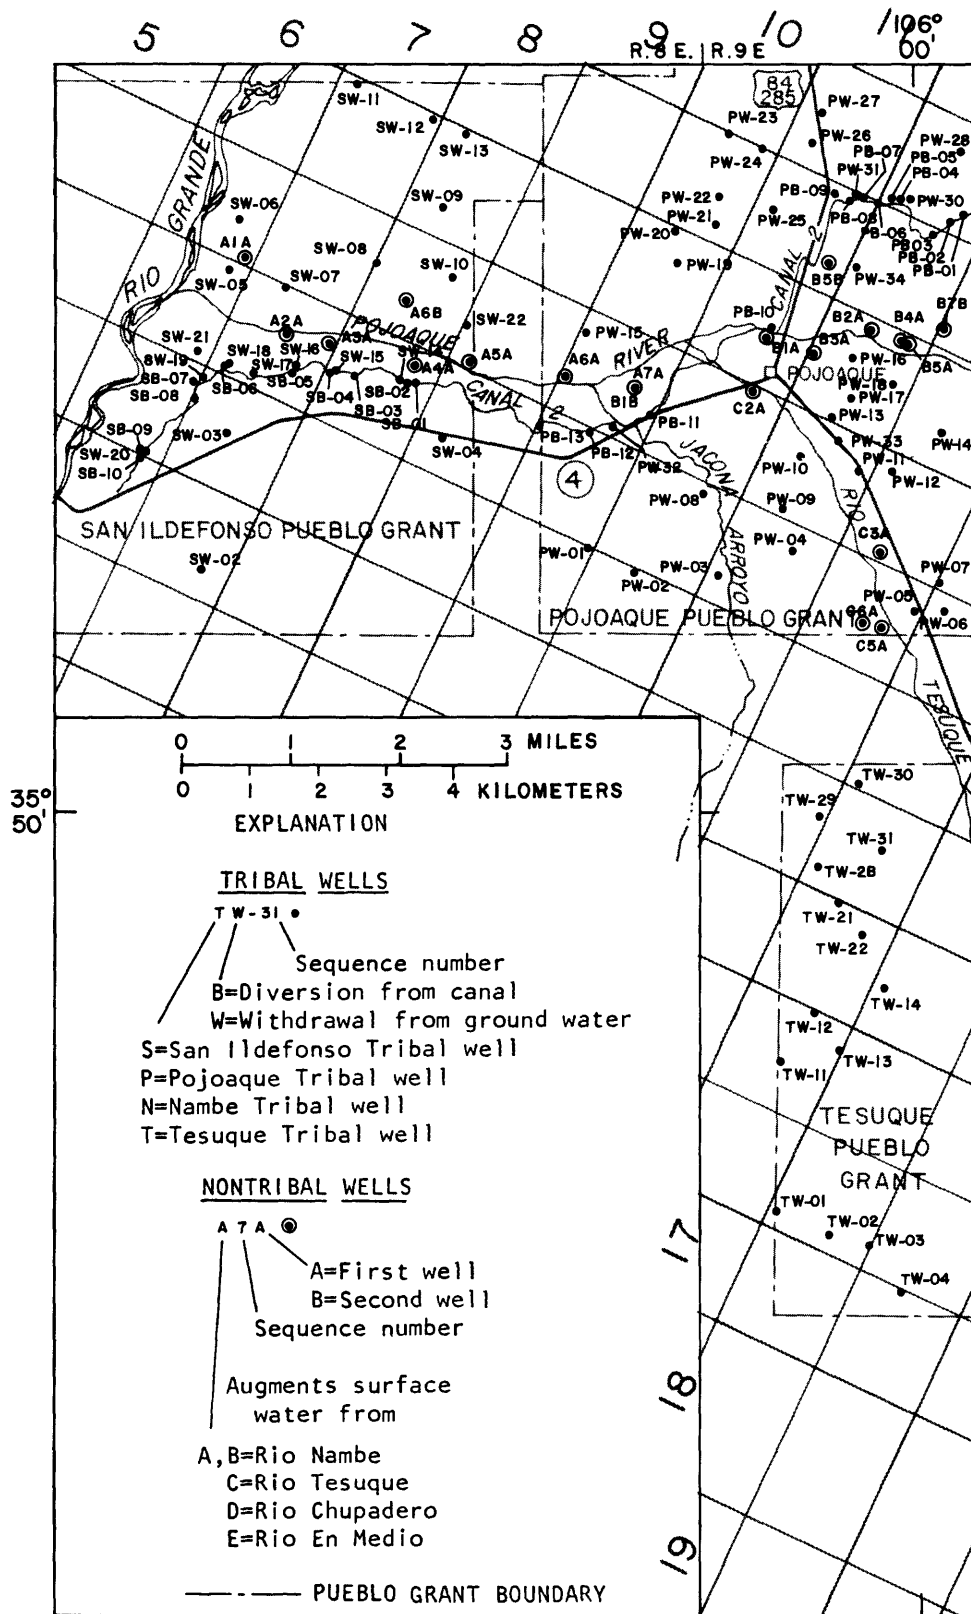 5 6 7 8 9 10 106°
00'
R.8 E. R.9 E
84
285
SW-11
SW-12
SW-13
PW-23
PW-27
PW-26
PW-24
PB-07
PW-28
PB-05
PB-04
PW-31
PB-09
PW-30
PB-08
B-06
PB03
PB-02
PB-01
SW-09
SW-06
PW-22
PW-21
PW-20
PW-25
RIO
GRANDE
A1A
SW-08
SW-10
SW-05
SW-07
A6B
PW-19
CANAL 2
B5B
PW-34
A2A
POJOAQUE
RIVER
SW-22
PW-15
PB-10
B2A
B4A
B7B
SW-21
SW-18
SW-16
A3A
SW-15
A4A
A5A
A6A
A7A
B1A
B3A
PW-16
B5A
SW-19
SW-17
SB-07
SB-06
SB-05
SB-04
SB-02
SB-03
SB-01
CANAL 2
B1B
C2A
POJOAQUE
PW-18
PW-17
SB-08
PW-13
SB-09
SW-03
SW-20
SB-10
SW-04
PB-13
PB-12
PB-11
PW-32
PW-33
PW-14
PW-10
PW-11
PW-12
4
JACONA
ARROYO
PW-08
PW-09
RIO
SAN ILDEFONSO PUEBLO GRANT
SW-02
PW-01
PW-02
PW-03
PW-04
C3A
PW-07
PW-05
PW-06
POJOAQUE PUEBLO GRANT
C6A
C5A
TESUQUE
0 1 2 3 MILES
0 1 2 3 4 KILOMETERS
35°
50'
EXPLANATION
TRIBAL WELLS
TW-31
Sequence number
B=Diversion from canal
W=Withdrawal from ground water
S=San Ildefonso Tribal well
P=Pojoaque Tribal well
N=Nambe Tribal well
T=Tesuque Tribal well
NONTRIBAL WELLS
A 7 A
A=First well
B=Second well
Sequence number
Augments surface
water from
A,B=Rio Nambe
C=Rio Tesuque
D=Rio Chupadero
E=Rio En Medio
PUEBLO GRANT BOUNDARY
TW-30
TW-29
TW-31
TW-2B
TW-21
TW-22
TW-14
TW-12
TW-13
TW-11
TESUQUE
PUEBLO
GRANT
TW-01
TW-02
TW-03
TW-04
17
18
19